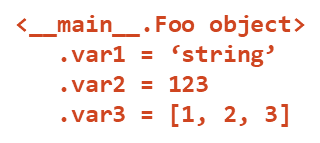 <__main__.Foo object>
.var1 = ‘string’
.var2 = 123
.var3 = [1, 2, 3]